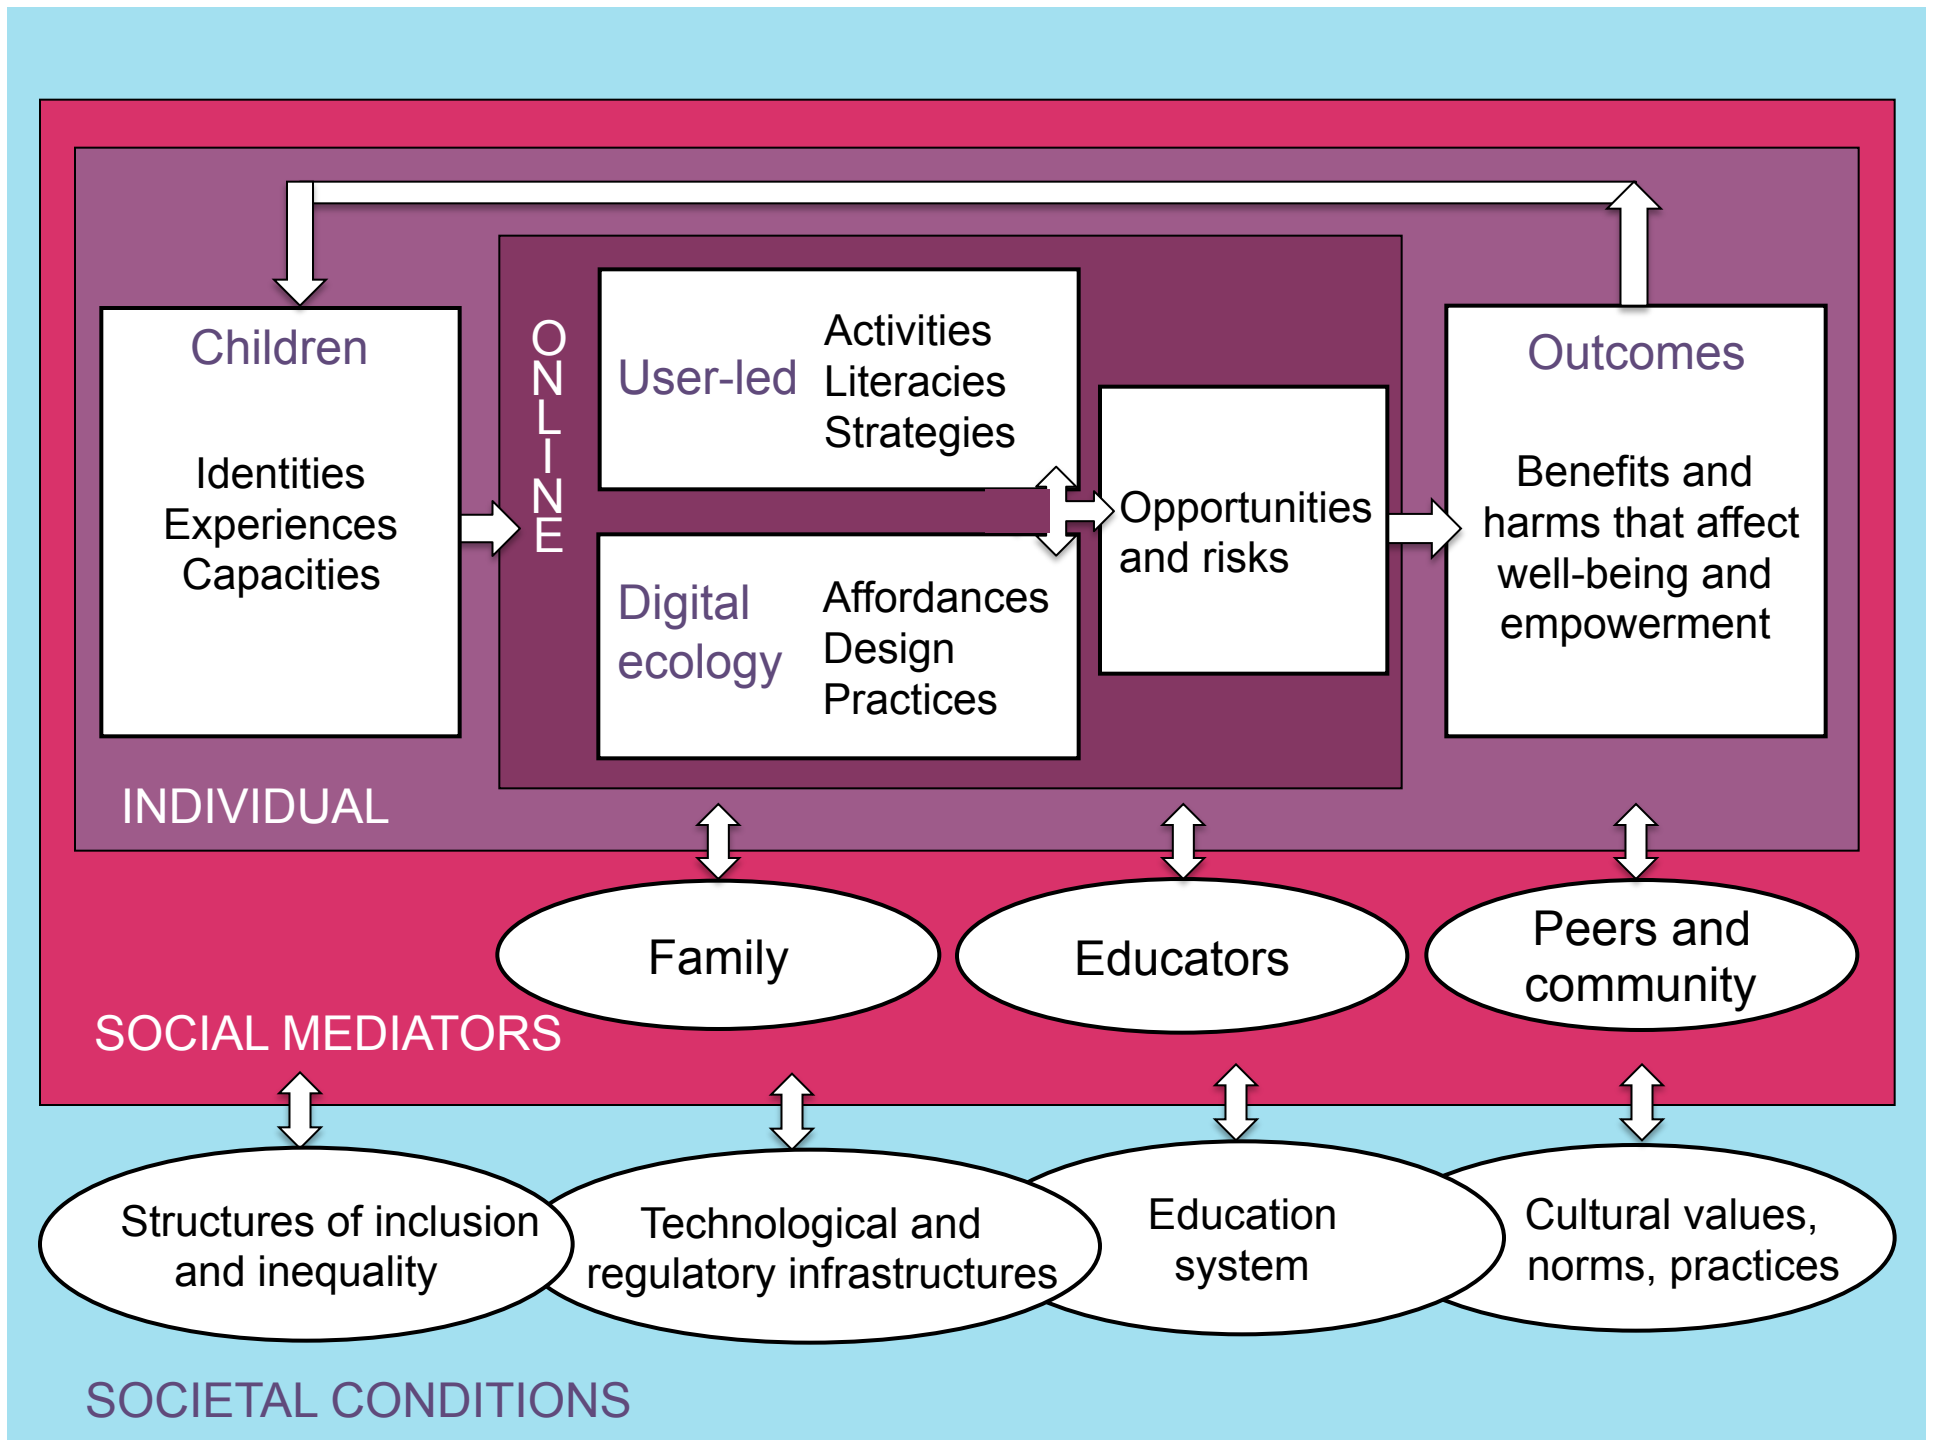 Children
Identities
Experiences
Capacities
ONLINE
User-led
Activities
Literacies
Strategies
Digital
ecology
Affordances
Design
Practices
Opportunities
and risks
Outcomes
Benefits and
harms that affect
well-being and
empowerment
INDIVIDUAL
Family
Educators
Peers and
community
SOCIAL MEDIATORS
Structures of inclusion
and inequality
Technological and
regulatory infrastructures
Education
system
Cultural values,
norms, practices
SOCIETAL CONDITIONS